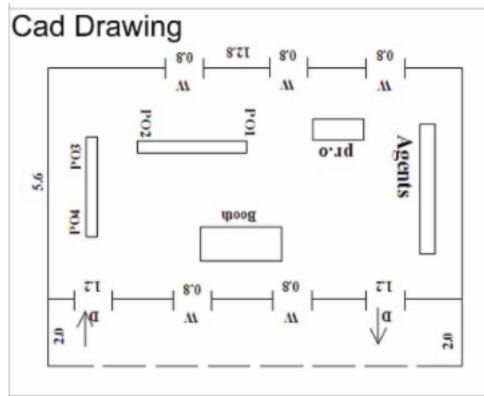 Cad Drawing
0.8 12.8 0.8 0.8
W W W
PO2 PO1
pr.o
Agents
PO3
5.6
PO4
Booth
1.2 0.8 0.8 1.2
D W W D
2.0 2.0